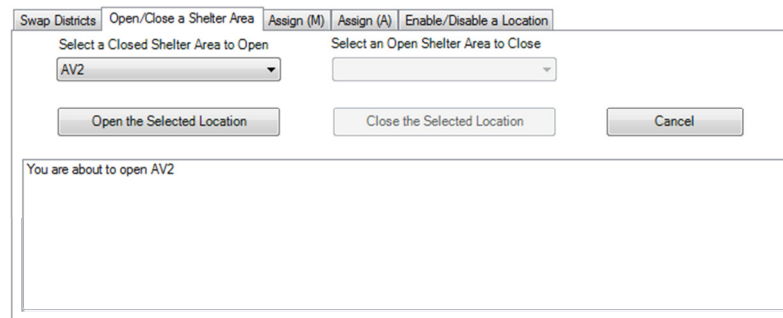 Swap Districts Open/Close a Shelter Area Assign (M) Assign (A) Enable/Disable a Location
Select a Closed Shelter Area to Open Select an Open Shelter Area to Close
AV2
Open the Selected Location Close the Selected Location Cancel
You are about to open AV2